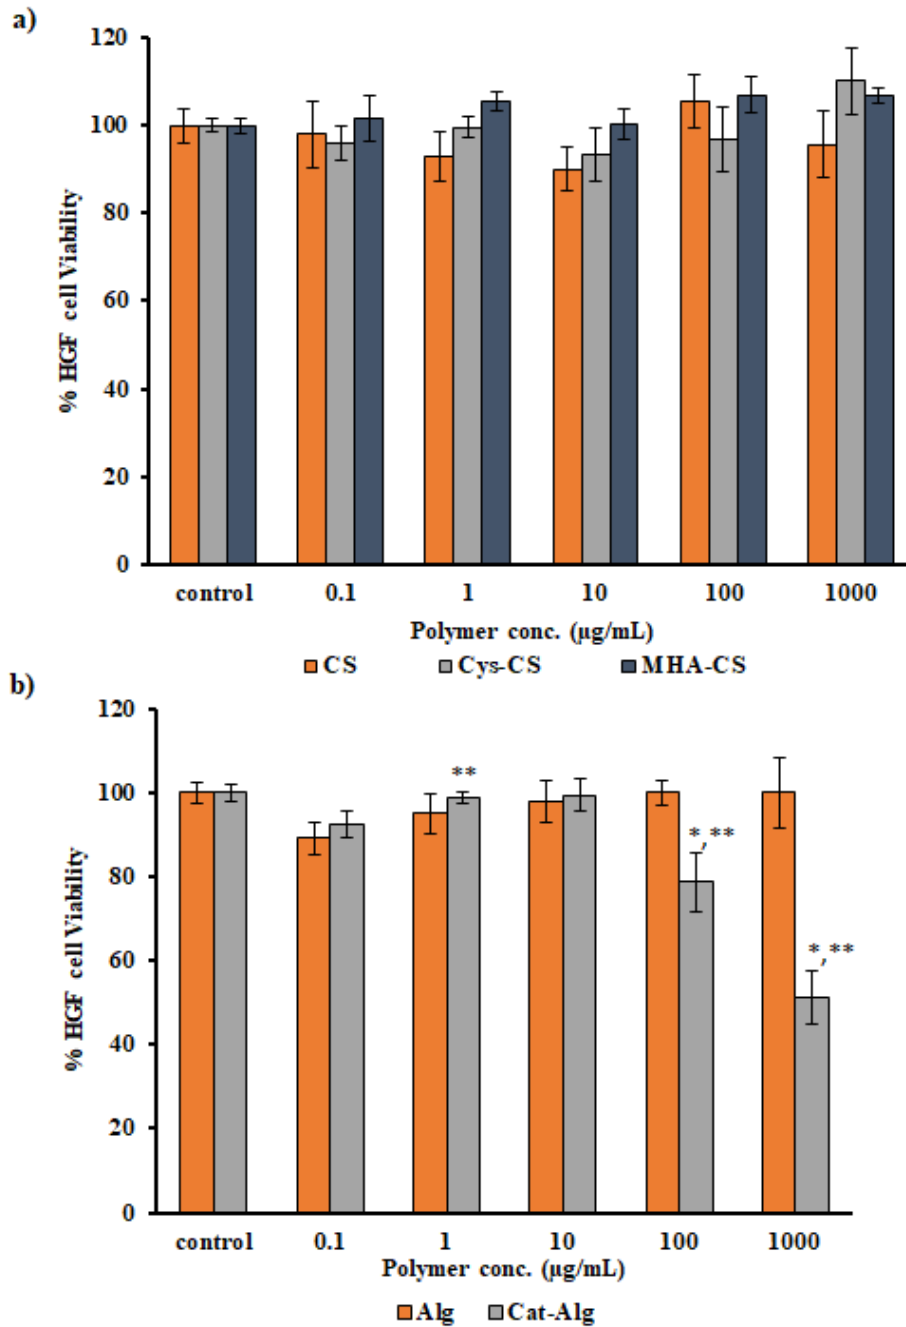 a)
120
100
80
60
40
20
0
% HGF cell Viability
control 0.1 1 10 100 1000
Polymer conc. (µg/mL)
CS Cys-CS MHA-CS
b)
120
100
80
60
40
20
0
% HGF cell Viability
**
*,**
*,**
control 0.1 1 10 100 1000
Polymer conc. (µg/mL)
Alg Cat-Alg